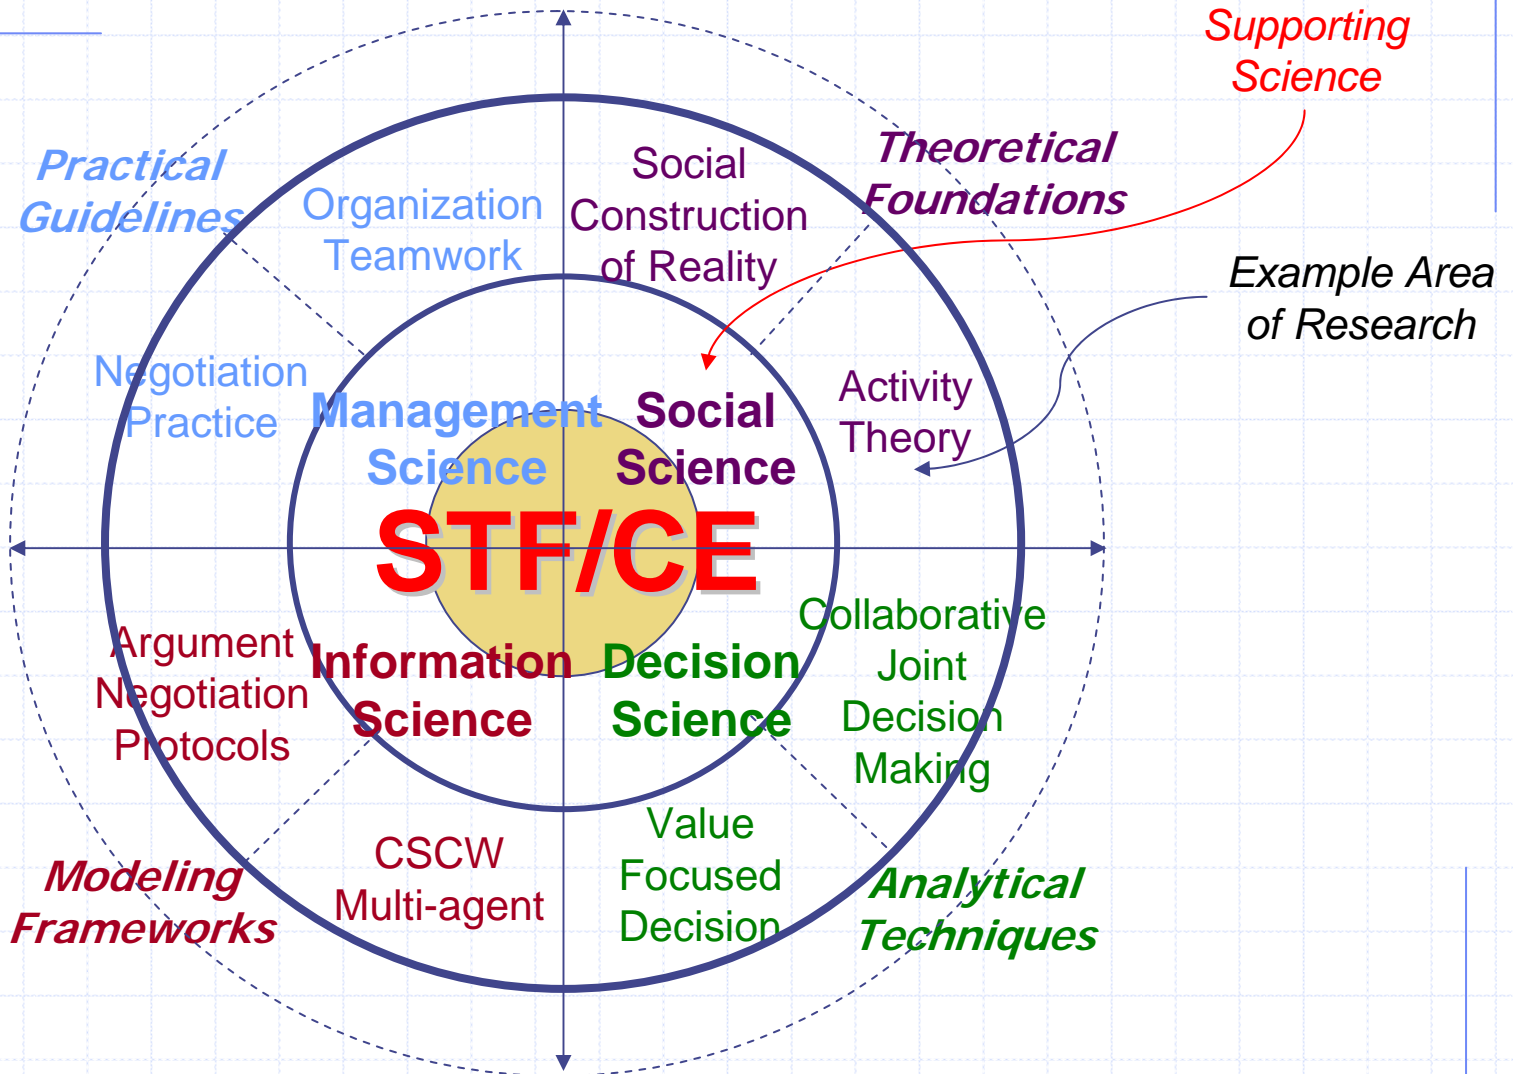 Supporting
Science
Practical
Guidelines
Organization
Teamwork
Social
Construction
of Reality
Theoretical
Foundations
Example Area
of Research
Negotiation
Practice
Management
Science
Social
Science
Activity
Theory
STF/CE
Argument
Negotiation
Protocols
Information
Science
Decision
Science
Collaborative
Joint
Decision
Making
Modeling
Frameworks
CSCW
Multi-agent
Value
Focused
Decision
Analytical
Techniques